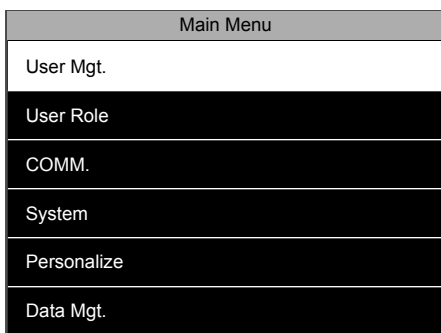 Main Menu
User Mgt.
User Role
COMM.
System
Personalize
Data Mgt.